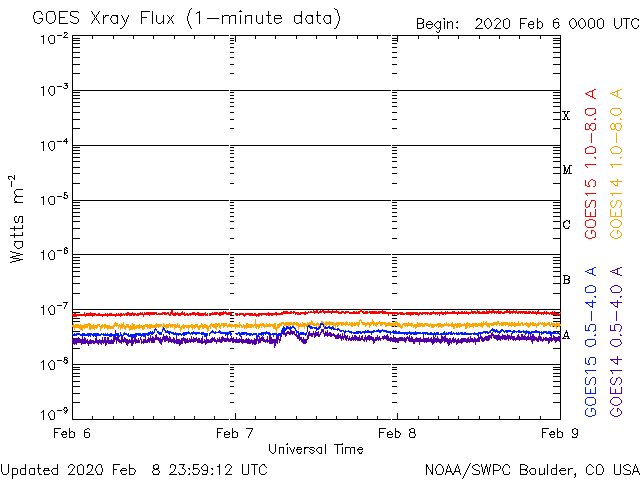 GOES Xray Flux (1-minute data)
Begin: 2020 Feb 6 0000 UTC
10⁻²
10⁻³
10⁻⁴
10⁻⁵
10⁻⁶
10⁻⁷
10⁻⁸
10⁻⁹
Watts m⁻²
X
M
C
B
A
GOES15 1.0-8.0 A
GOES14 1.0-8.0 A
GOES15 0.5-4.0 A
GOES14 0.5-4.0 A
Feb 6
Feb 7
Feb 8
Feb 9
Universal Time
Updated 2020 Feb 8 23:59:12 UTC
NOAA/SWPC Boulder, CO USA